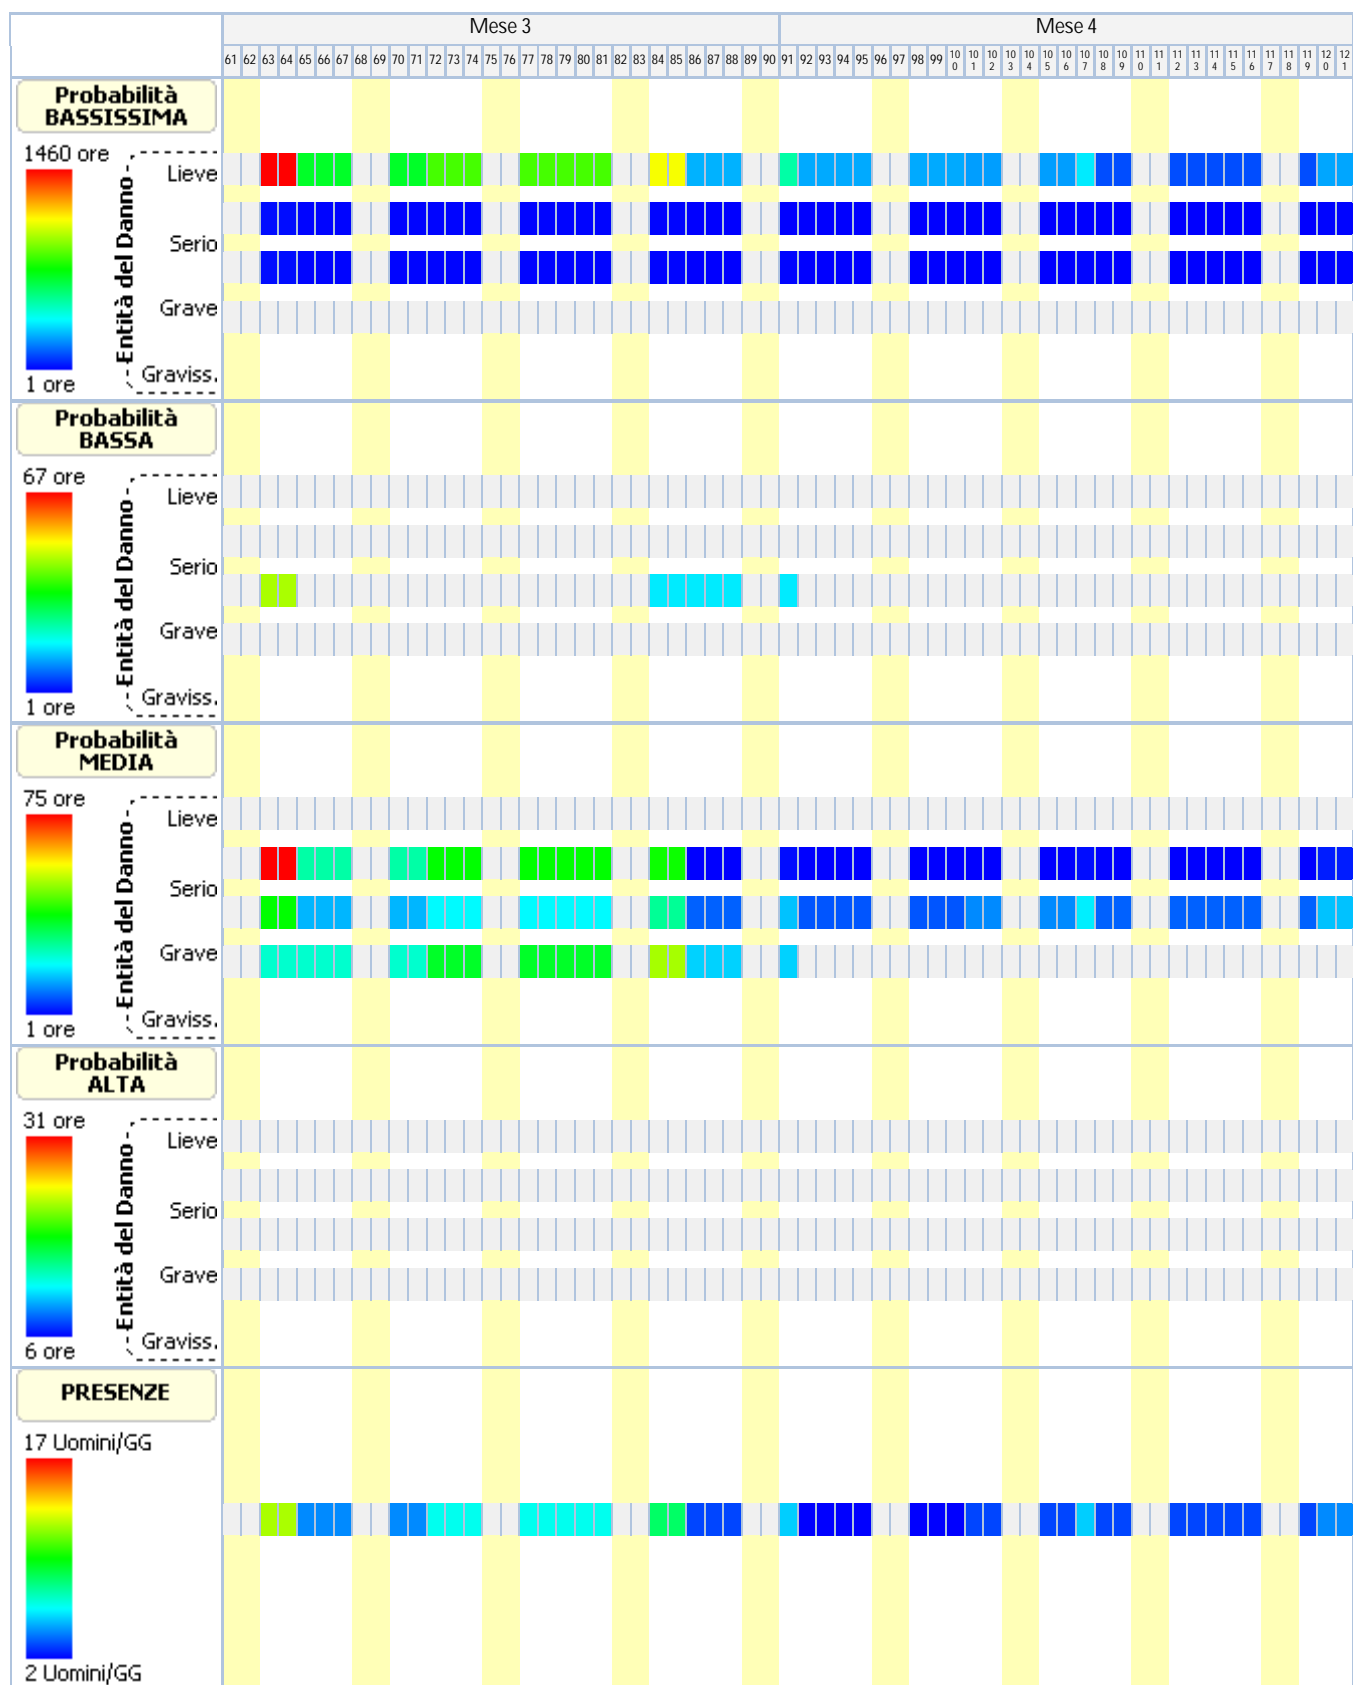 Mese 3 Mese 4
61 62 63 64 65 66 67 68 69 70 71 72 73 74 75 76 77 78 79 80 81 82 83 84 85 86 87 88 89 90 91 92 93 94 95 96 97 98 99 100 101 102 103 104 105 106 107 108 109 110 111 112 113 114 115 116 117 118 119 120 121
Probabilità
BASSISSIMA
1460 ore
Lieve
Serio
Entità del Danno
Grave
Graviss.
1 ore
Probabilità
BASSA
67 ore
Lieve
Serio
Entità del Danno
Grave
Graviss.
1 ore
Probabilità
MEDIA
75 ore
Lieve
Serio
Entità del Danno
Grave
Graviss.
1 ore
Probabilità
ALTA
31 ore
Lieve
Serio
Entità del Danno
Grave
Graviss.
6 ore
PRESENZE
17 Uomini/GG
2 Uomini/GG